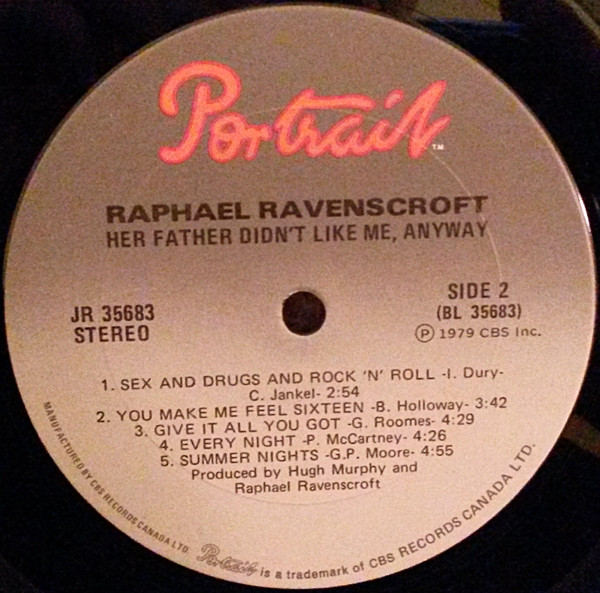 Portrait™
RAPHAEL RAVENSCROFT
HER FATHER DIDN'T LIKE ME, ANYWAY
JR 35683
STEREO
SIDE 2
(BL 35683)
Ⓟ 1979 CBS Inc.
1. SEX AND DRUGS AND ROCK 'N' ROLL -I. Dury-
C. Jankel- 2:54
2. YOU MAKE ME FEEL SIXTEEN -B. Holloway- 3:42
3. GIVE IT ALL YOU GOT -G. Roomes- 4:29
4. EVERY NIGHT -P. McCartney- 4:26
5. SUMMER NIGHTS -G.P. Moore- 4:55
Produced by Hugh Murphy and
Raphael Ravenscroft
MANUFACTURED BY CBS RECORDS CANADA LTD. Portrait is a trademark of CBS RECORDS CANADA LTD.